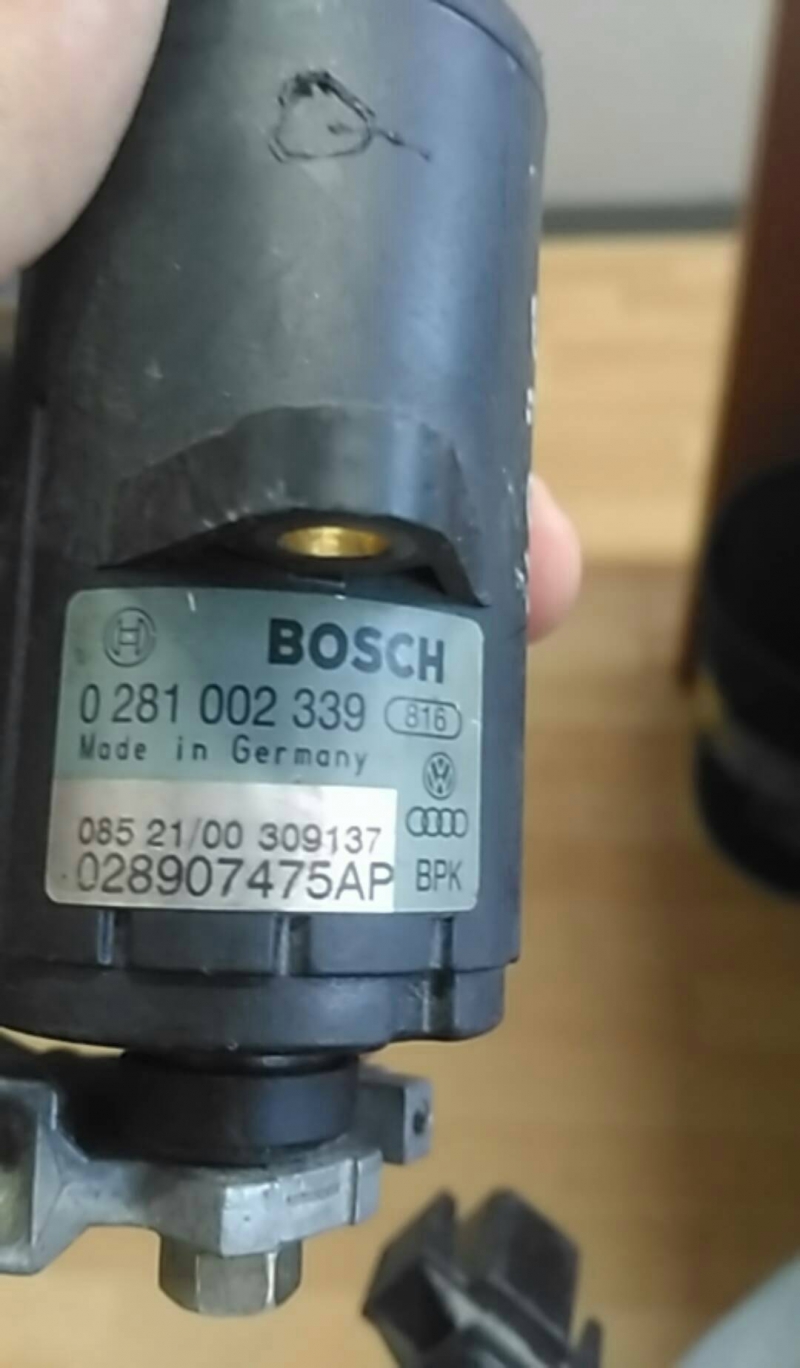 BOSCH
0 281 002 339 816
Made in Germany
085 21/00 309137
028907475AP BPK